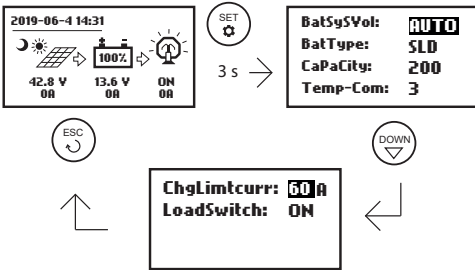 2019-06-4 14:31
100%
42.8 V 13.6 V ON
0A 0A 0A
SET
3 s
BatSySVol: AUTO
BatType: SLD
CaPaCity: 200
Temp-Com: 3
ESC
DOWN
ChgLimtcurr: 60 A
LoadSwitch: ON